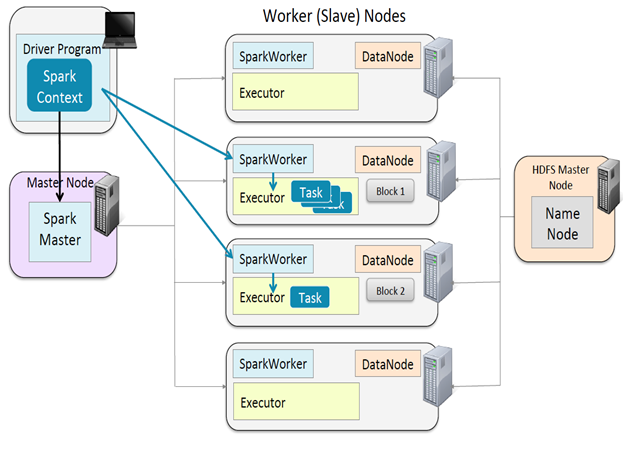 Worker (Slave) Nodes
Driver Program
Spark
Context
Master Node
Spark
Master
SparkWorker
DataNode
Executor
SparkWorker
DataNode
Executor
Task
Task
Block 1
SparkWorker
DataNode
Executor
Task
Block 2
SparkWorker
DataNode
Executor
HDFS Master
Node
Name
Node